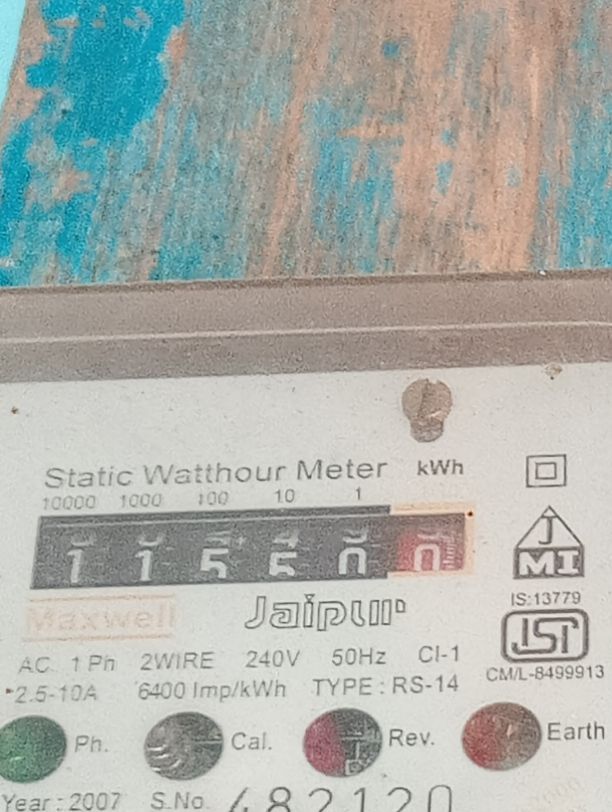 Static Watthour Meter kWh
10000 1000 100 10 1
1 1 5 5 0 0
J
MI
Maxwell Jaipur
IS:13779
ISI
AC 1 Ph 2WIRE 240V 50Hz Cl-1
CM/L-8499913
2.5-10A 6400 Imp/kWh TYPE : RS-14
Ph. Cal. Rev. Earth
Year : 2007 S.No. 482120